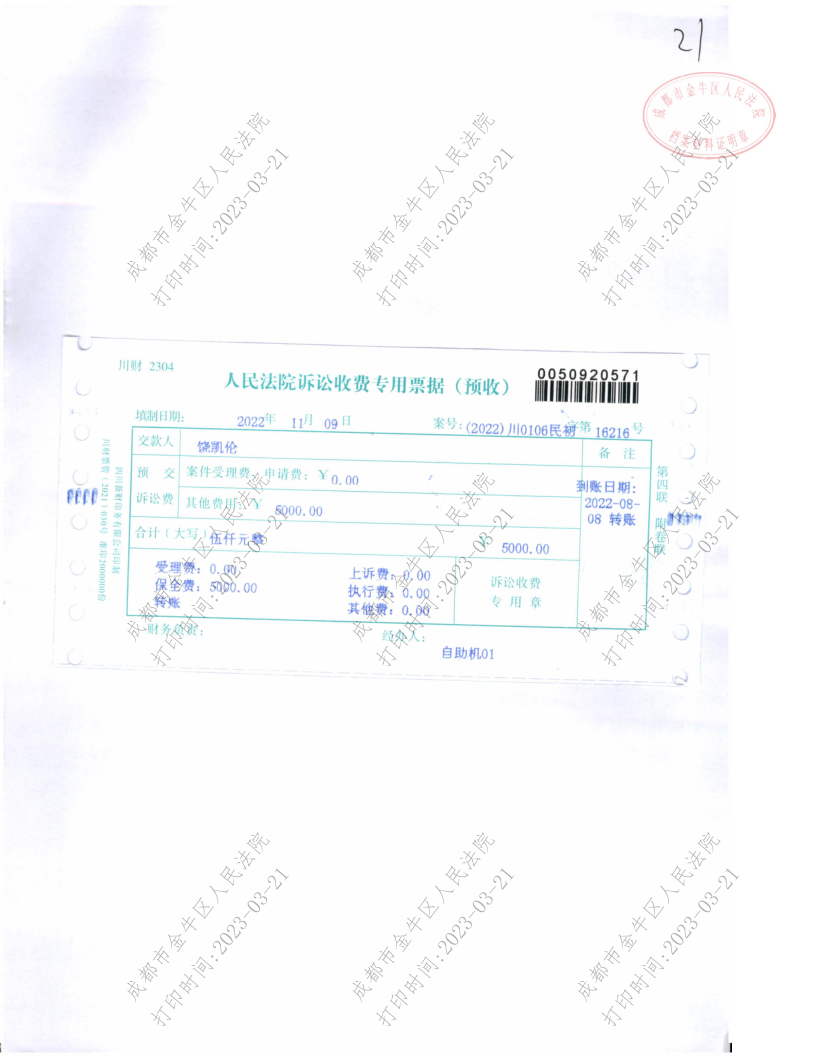 21
成都市金牛区人民法院
档案材料证明章
川财 2304
人民法院诉讼收费专用票据（预收）
0050920571
填制日期： 2022年 11月 09日
案号：(2022)川0106民初 字第 16216 号
交款人 饶凯伦
备 注
预 交 诉讼费
案件受理费、申请费：￥0.00
其他费用：￥ 5000.00
到账日期：
2022-08-
08 转账
合计（大写）伍仟元整
￥ 5000.00
受理费：0.00
上诉费：0.00
保全费：5000.00
执行费：0.00
转账
其他费：0.00
诉讼收费
专 用 章
财务负责：
经办人：
自助机01
第四联 附卷联
川财票管（2021）030号 准印2000000份
四川新财印务有限公司印制
成都市金牛区人民法院
打印时间:2023-03-21
成都市金牛区人民法院
打印时间:2023-03-21
成都市金牛区人民法院
打印时间:2023-03-21
成都市金牛区人民法院
打印时间:2023-03-21
成都市金牛区人民法院
打印时间:2023-03-21
成都市金牛区人民法院
打印时间:2023-03-21
成都市金牛区人民法院
打印时间:2023-03-21
成都市金牛区人民法院
打印时间:2023-03-21
成都市金牛区人民法院
打印时间:2023-03-21